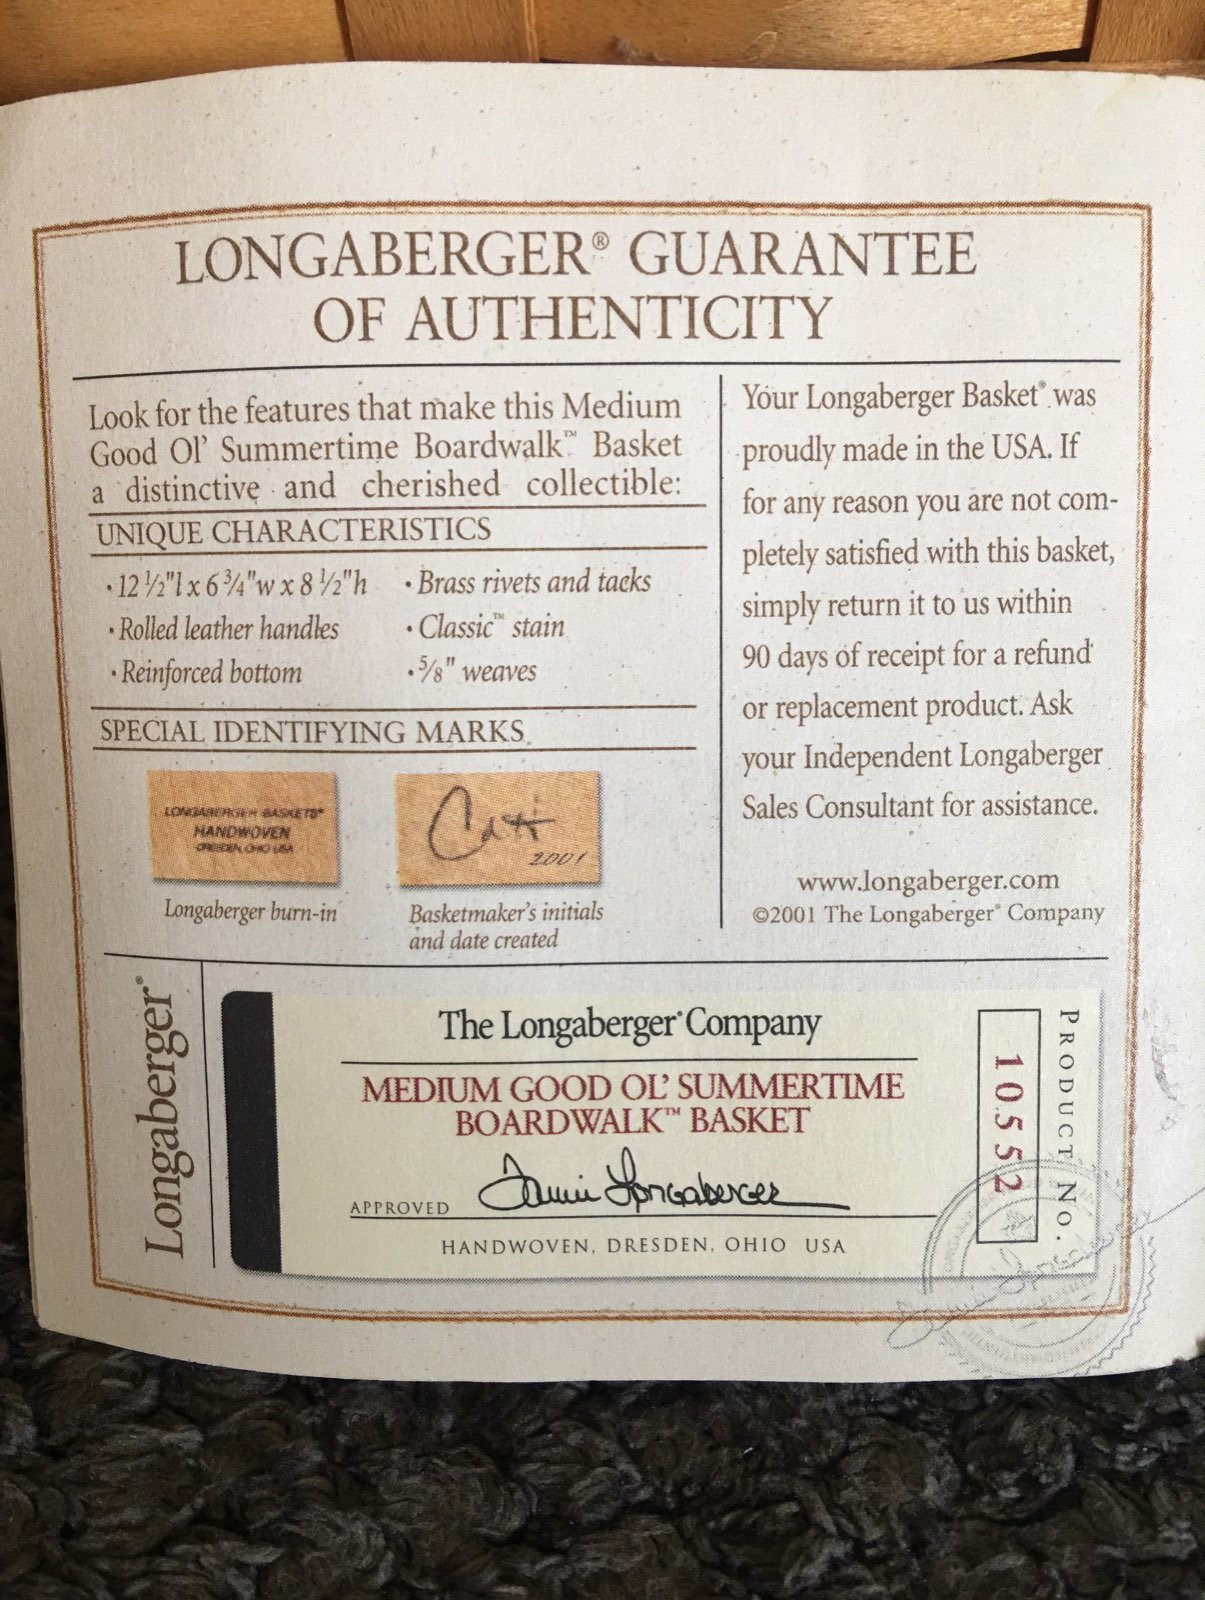 LONGABERGER® GUARANTEE
OF AUTHENTICITY
Look for the features that make this Medium
Good Ol' Summertime Boardwalk™ Basket
a distinctive and cherished collectible:
UNIQUE CHARACTERISTICS
• 12 ½"l x 6 ¾"w x 8 ½"h
• Rolled leather handles
• Reinforced bottom
• Brass rivets and tacks
• Classic™ stain
• ⅝" weaves
SPECIAL IDENTIFYING MARKS
LONGABERGER BASKETS®
HANDWOVEN
DRESDEN, OHIO USA
Longaberger burn-in
2001
Basketmaker's initials
and date created
Your Longaberger Basket® was
proudly made in the USA. If
for any reason you are not com-
pletely satisfied with this basket,
simply return it to us within
90 days of receipt for a refund
or replacement product. Ask
your Independent Longaberger
Sales Consultant for assistance.
www.longaberger.com
©2001 The Longaberger® Company
Longaberger®
The Longaberger® Company
MEDIUM GOOD OL' SUMMERTIME
BOARDWALK™ BASKET
APPROVED Tami Longaberger
HANDWOVEN, DRESDEN, OHIO USA
10552
PRODUCT NO.